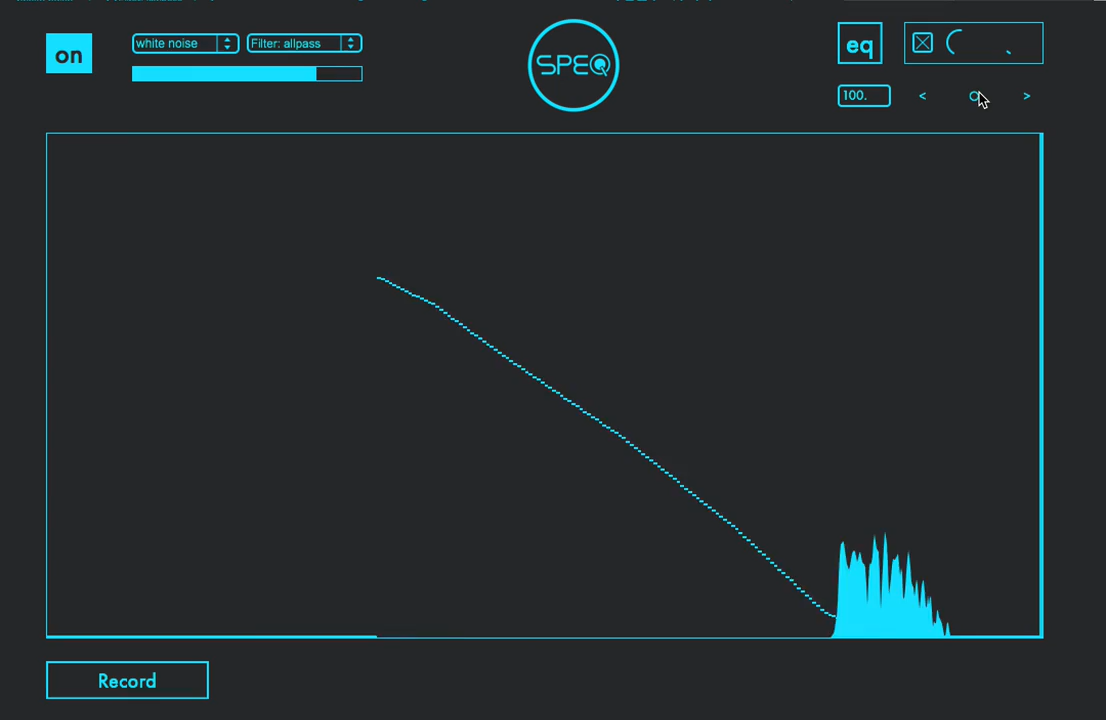 on
white noise
Filter: allpass
SPEQ
eq
100.
<
>
Record